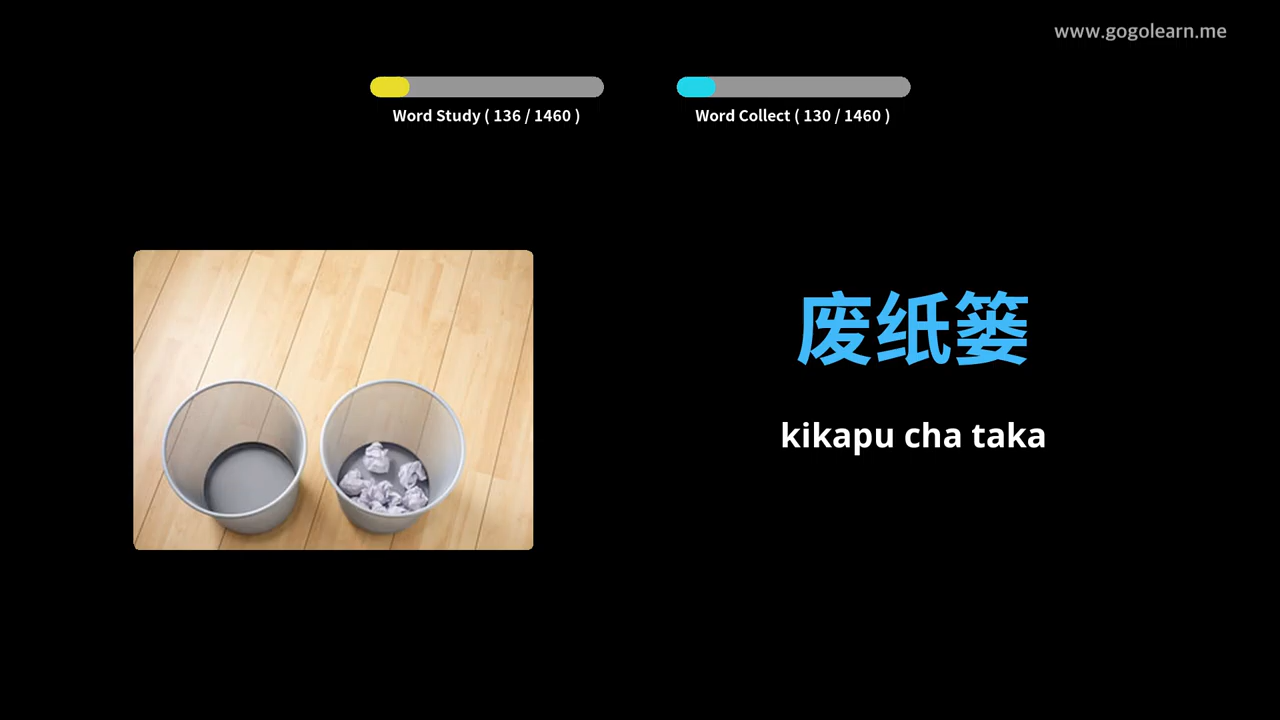 www.gogolearn.me
Word Study ( 136 / 1460 )
Word Collect ( 130 / 1460 )
废纸篓
kikapu cha taka